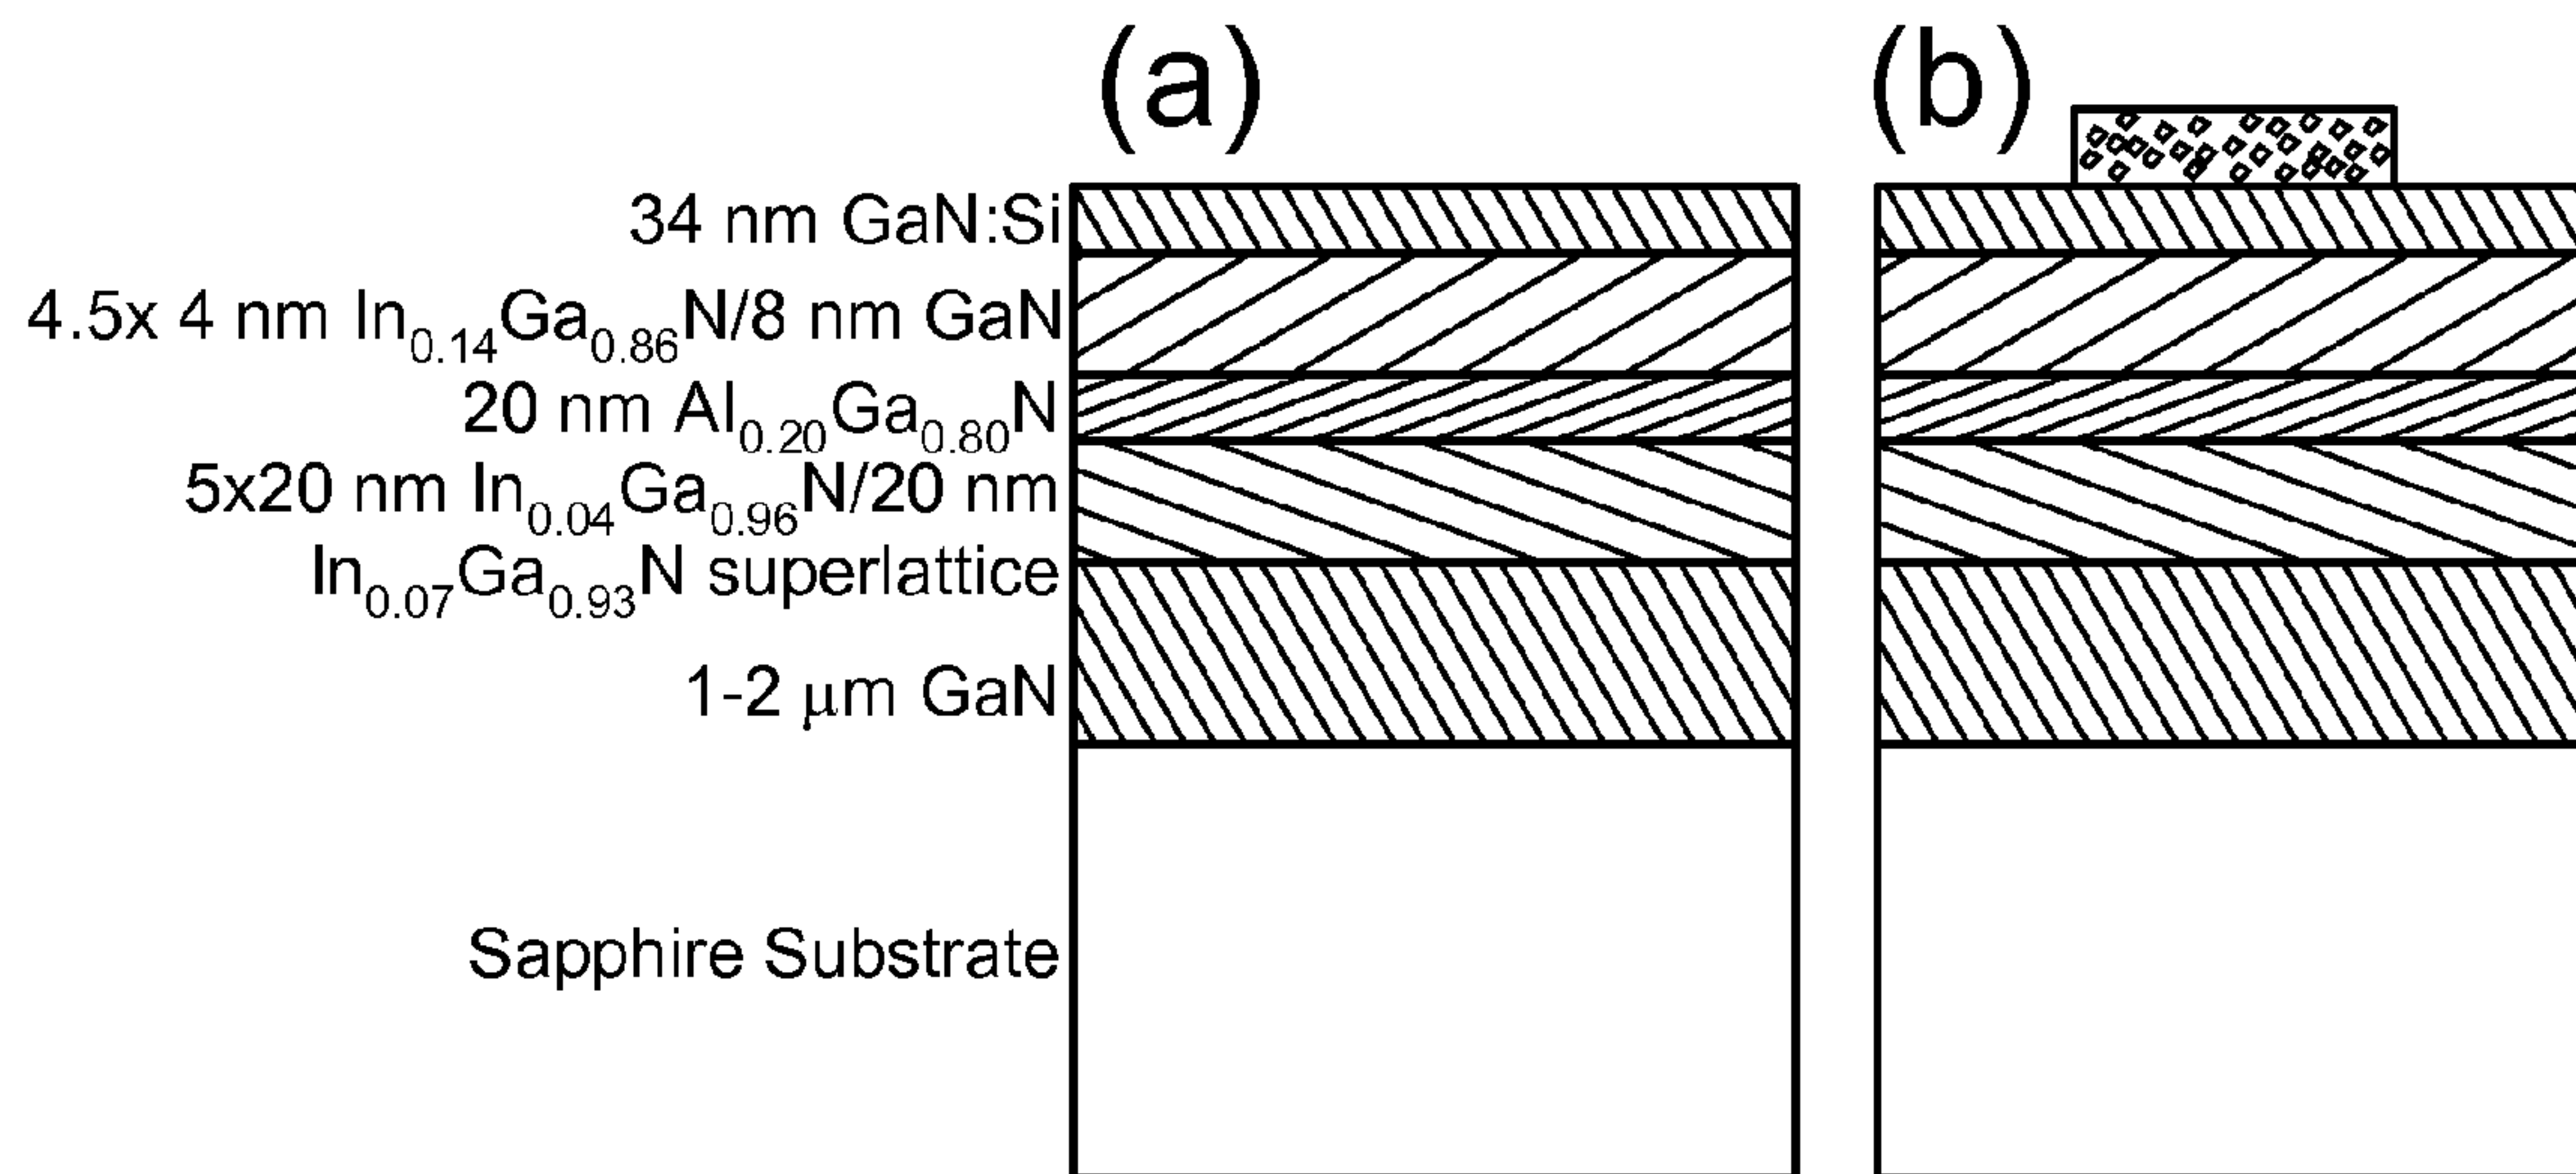 (a)
(b)
34 nm GaN:Si
4.5x 4 nm In₀.₁₄Ga₀.₈₆N/8 nm GaN
20 nm Al₀.₂₀Ga₀.₈₀N
5x20 nm In₀.₀₄Ga₀.₉₆N/20 nm
In₀.₀₇Ga₀.₉₃N superlattice
1-2 μm GaN
Sapphire Substrate